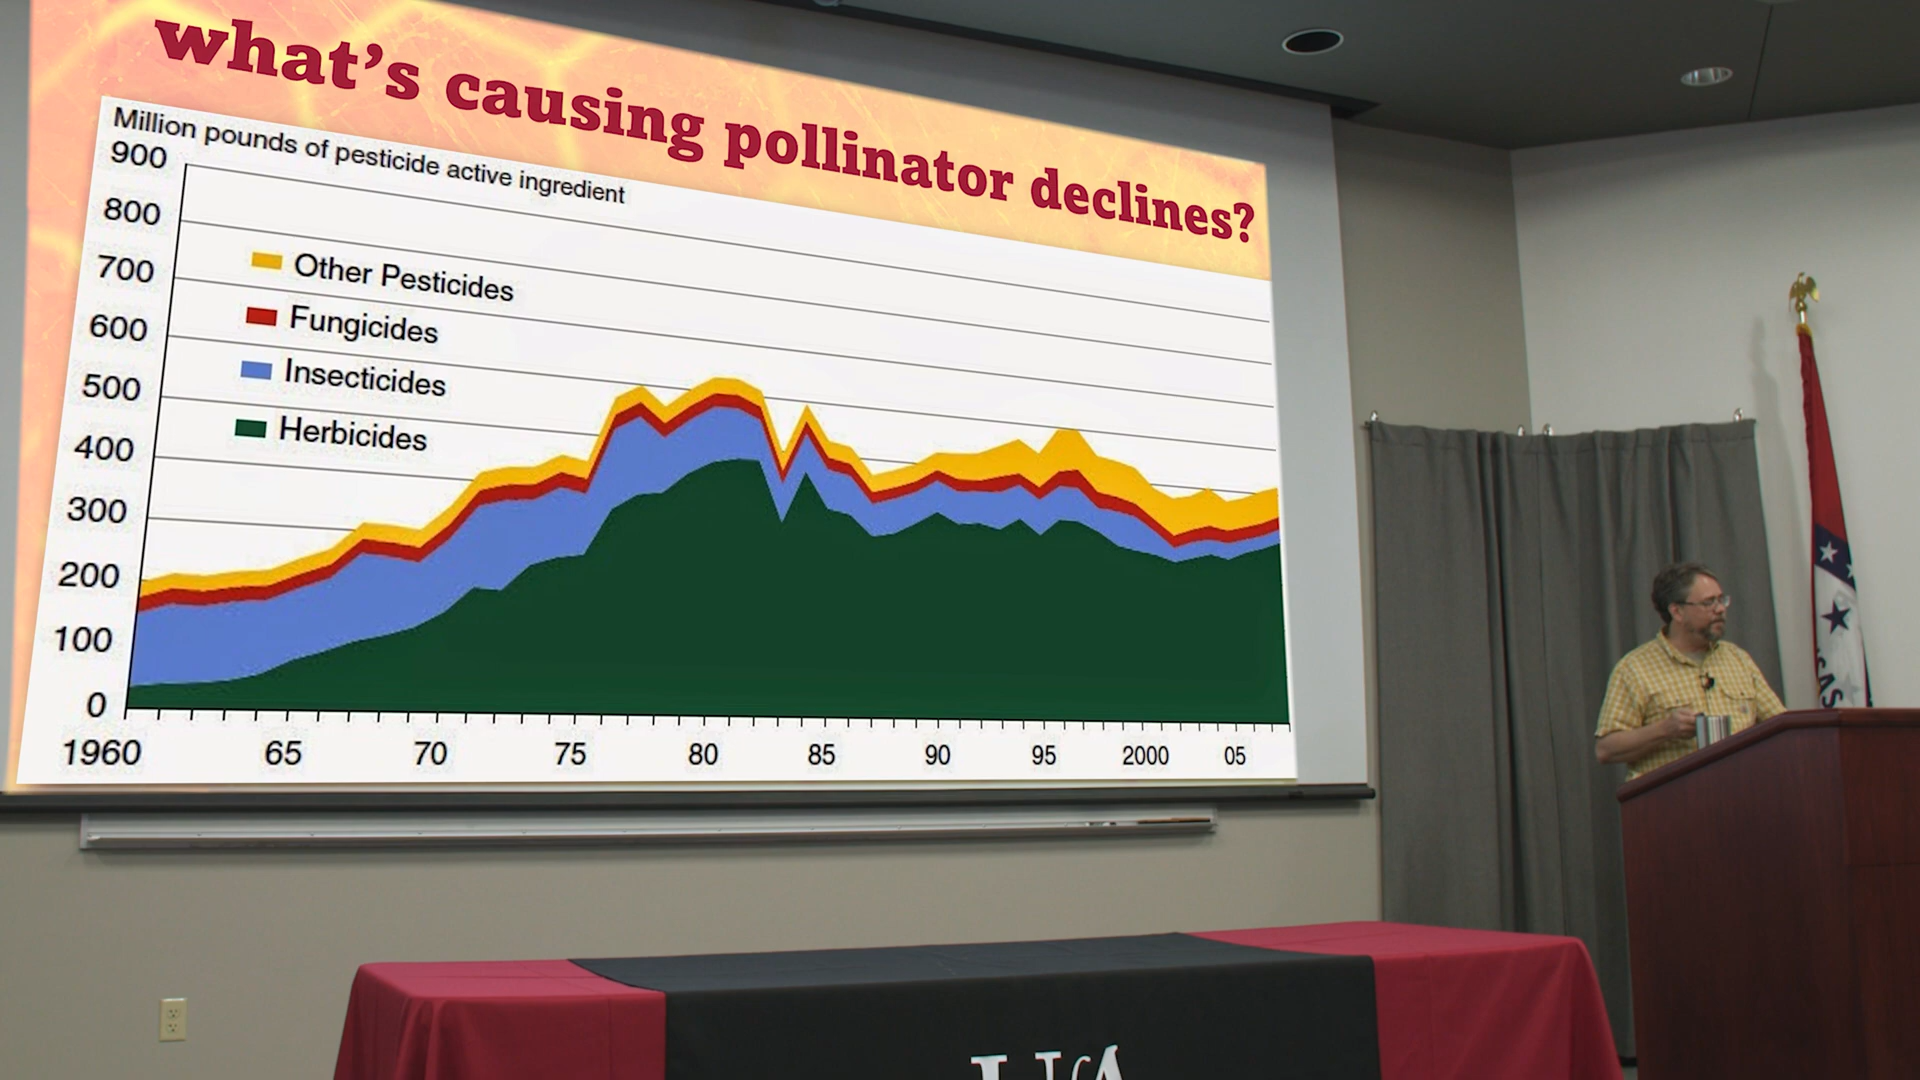 what's causing pollinator declines?
Million pounds of pesticide active ingredient
900
800
700
600
500
400
300
200
100
0
Other Pesticides
Fungicides
Insecticides
Herbicides
1960 65 70 75 80 85 90 95 2000 05
UA